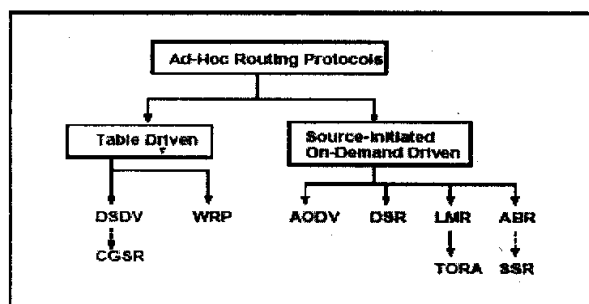 Ad-Hoc Routing Protocols
Table Driven
Source-Initiated
On-Demand Driven
DSDV
WRP
AODV
DSR
LMR
ABR
CGSR
TORA
SSR